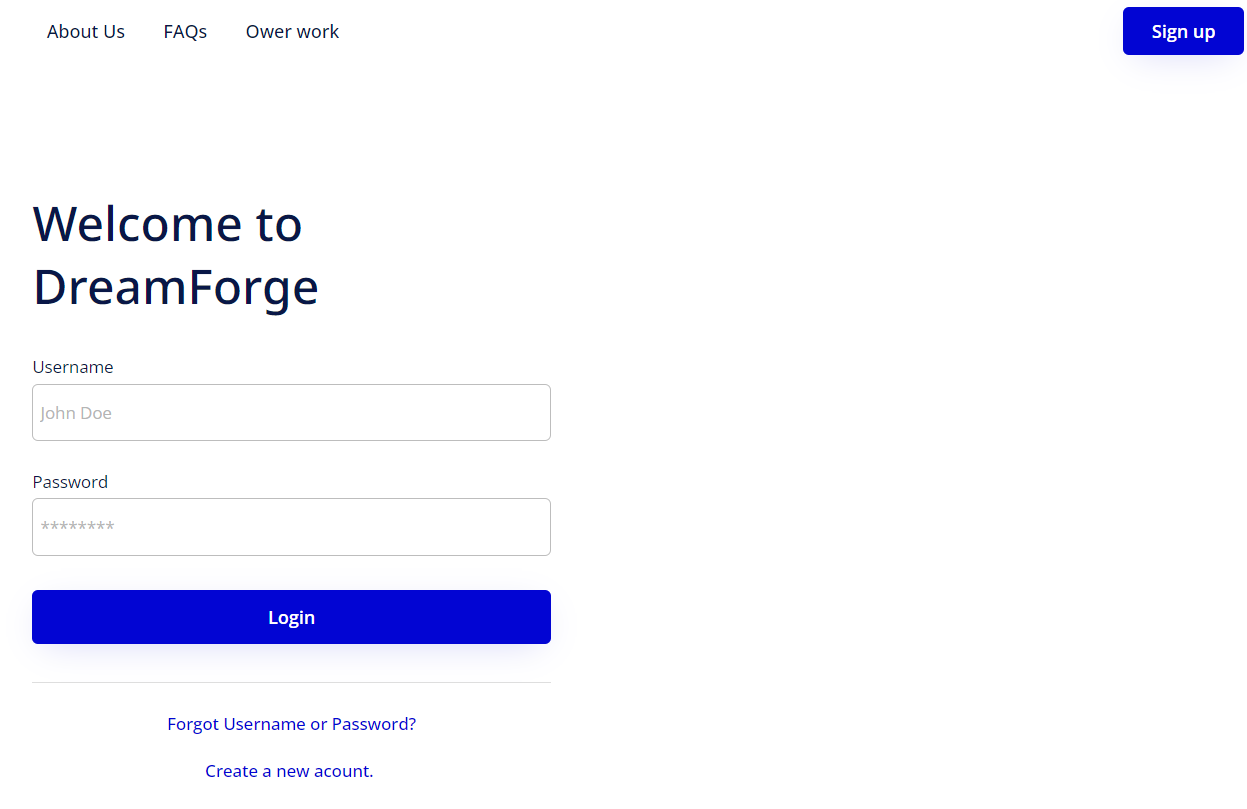 About Us FAQs Ower work Sign up
Welcome to
DreamForge
Username
John Doe
Password
********
Login
Forgot Username or Password?
Create a new acount.